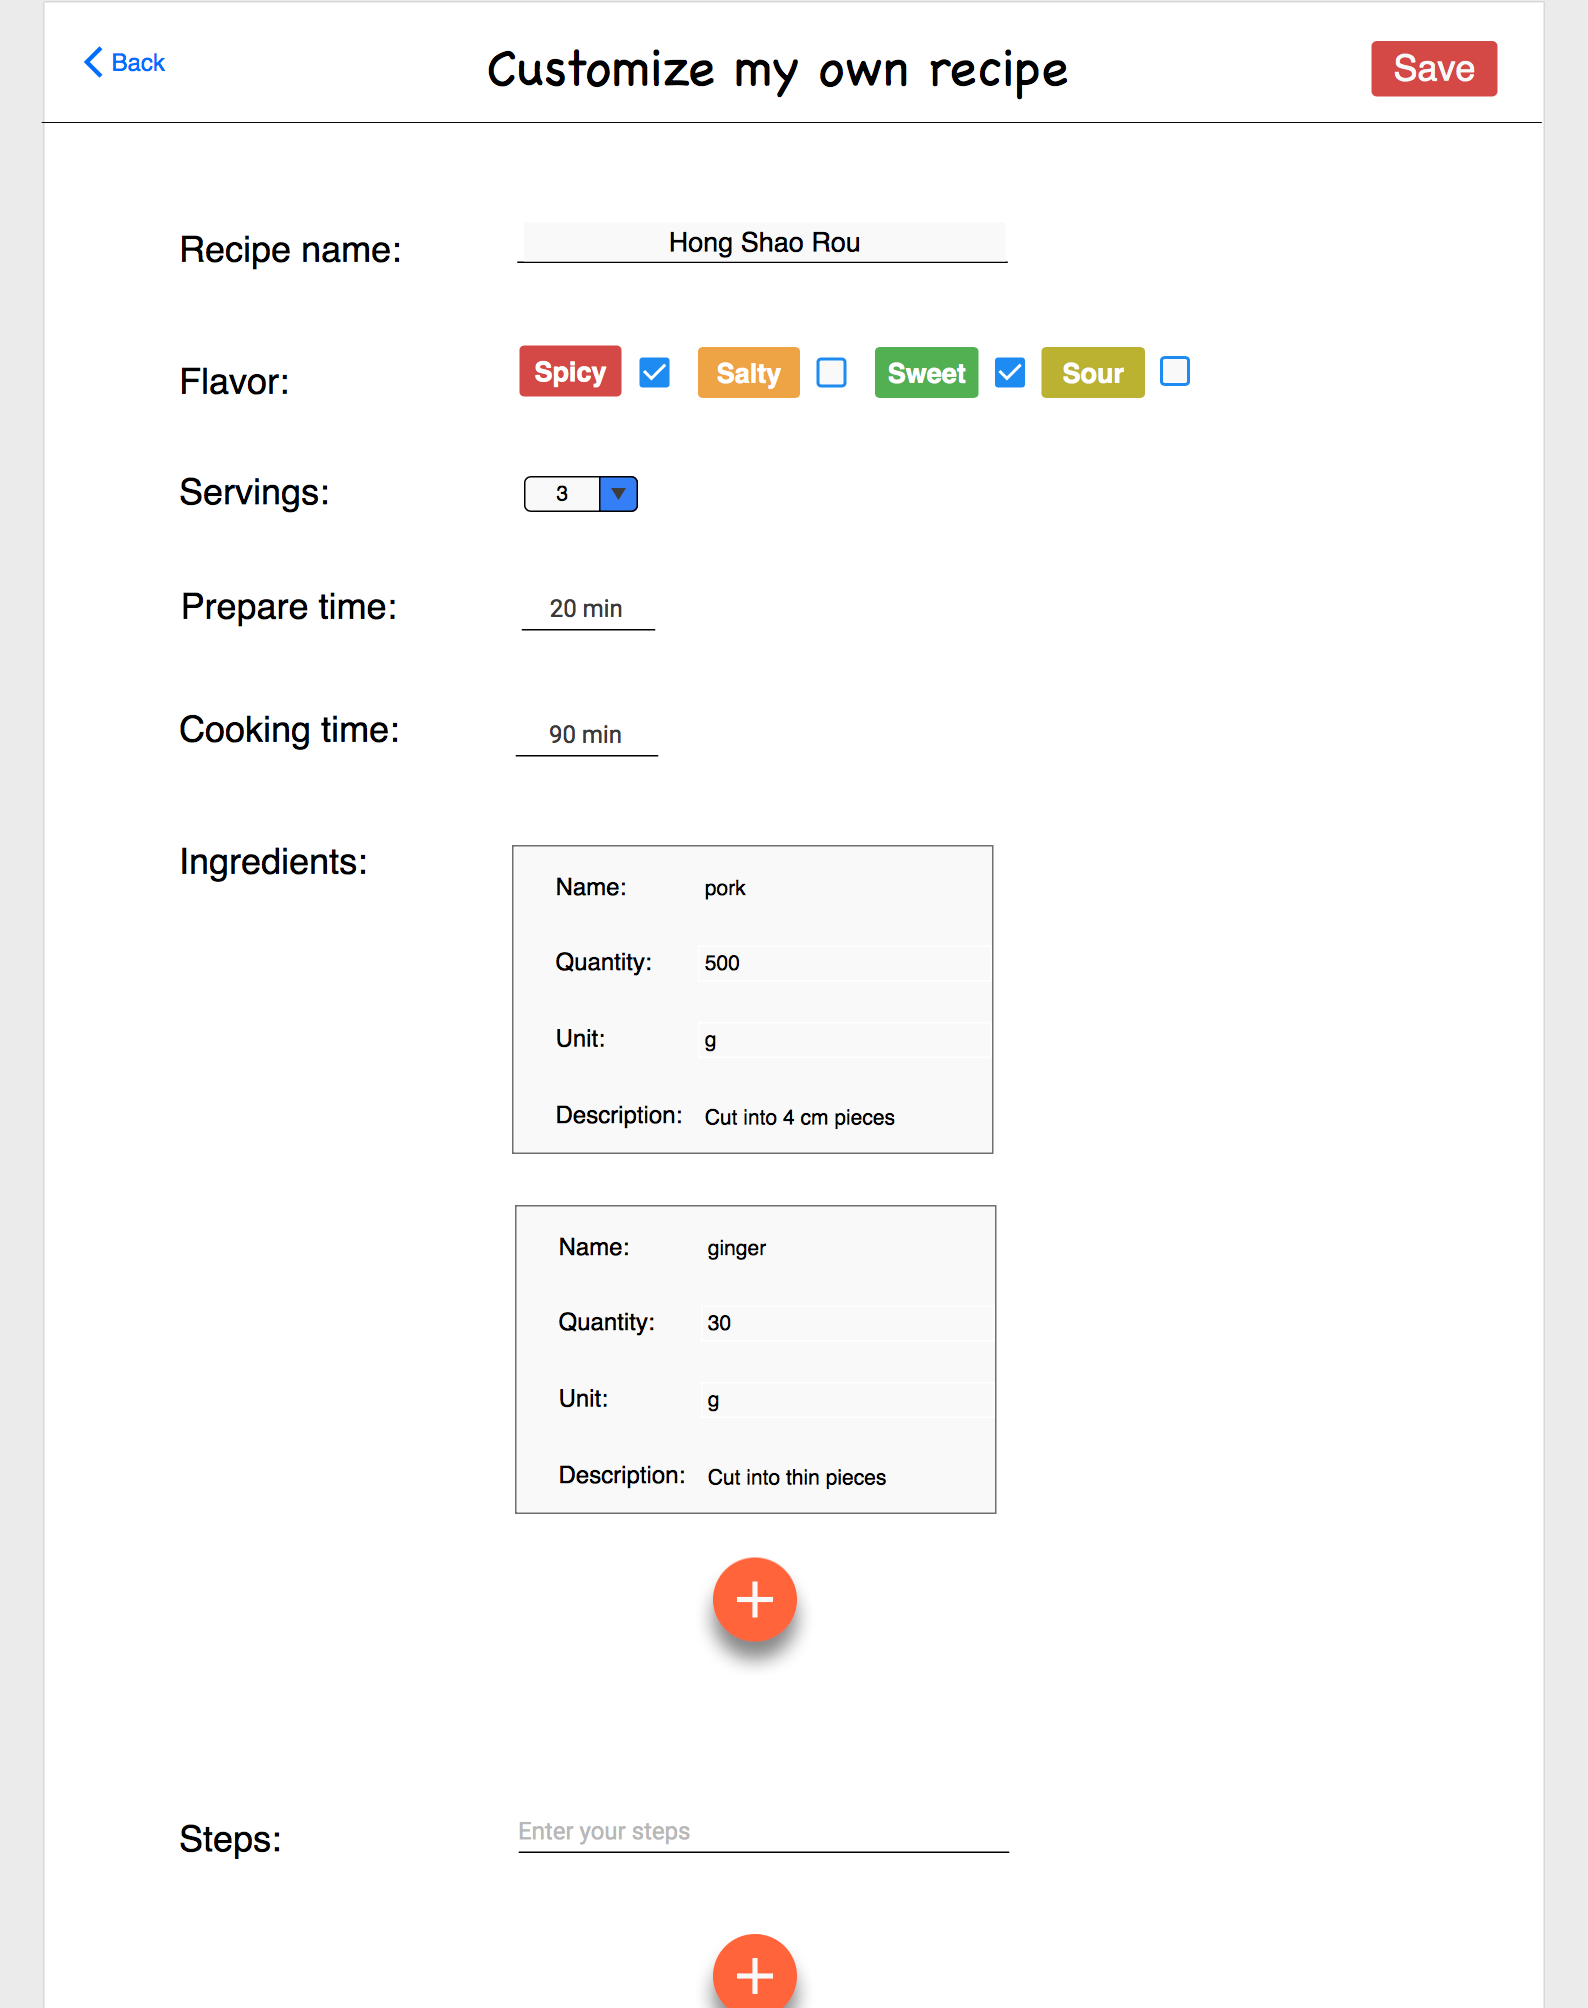 Back
Customize my own recipe
Save
Recipe name:
Hong Shao Rou
Flavor:
Spicy
Salty
Sweet
Sour
Servings:
3
Prepare time:
20 min
Cooking time:
90 min
Ingredients:
Name: pork
Quantity: 500
Unit: g
Description: Cut into 4 cm pieces
Name: ginger
Quantity: 30
Unit: g
Description: Cut into thin pieces
Steps:
Enter your steps